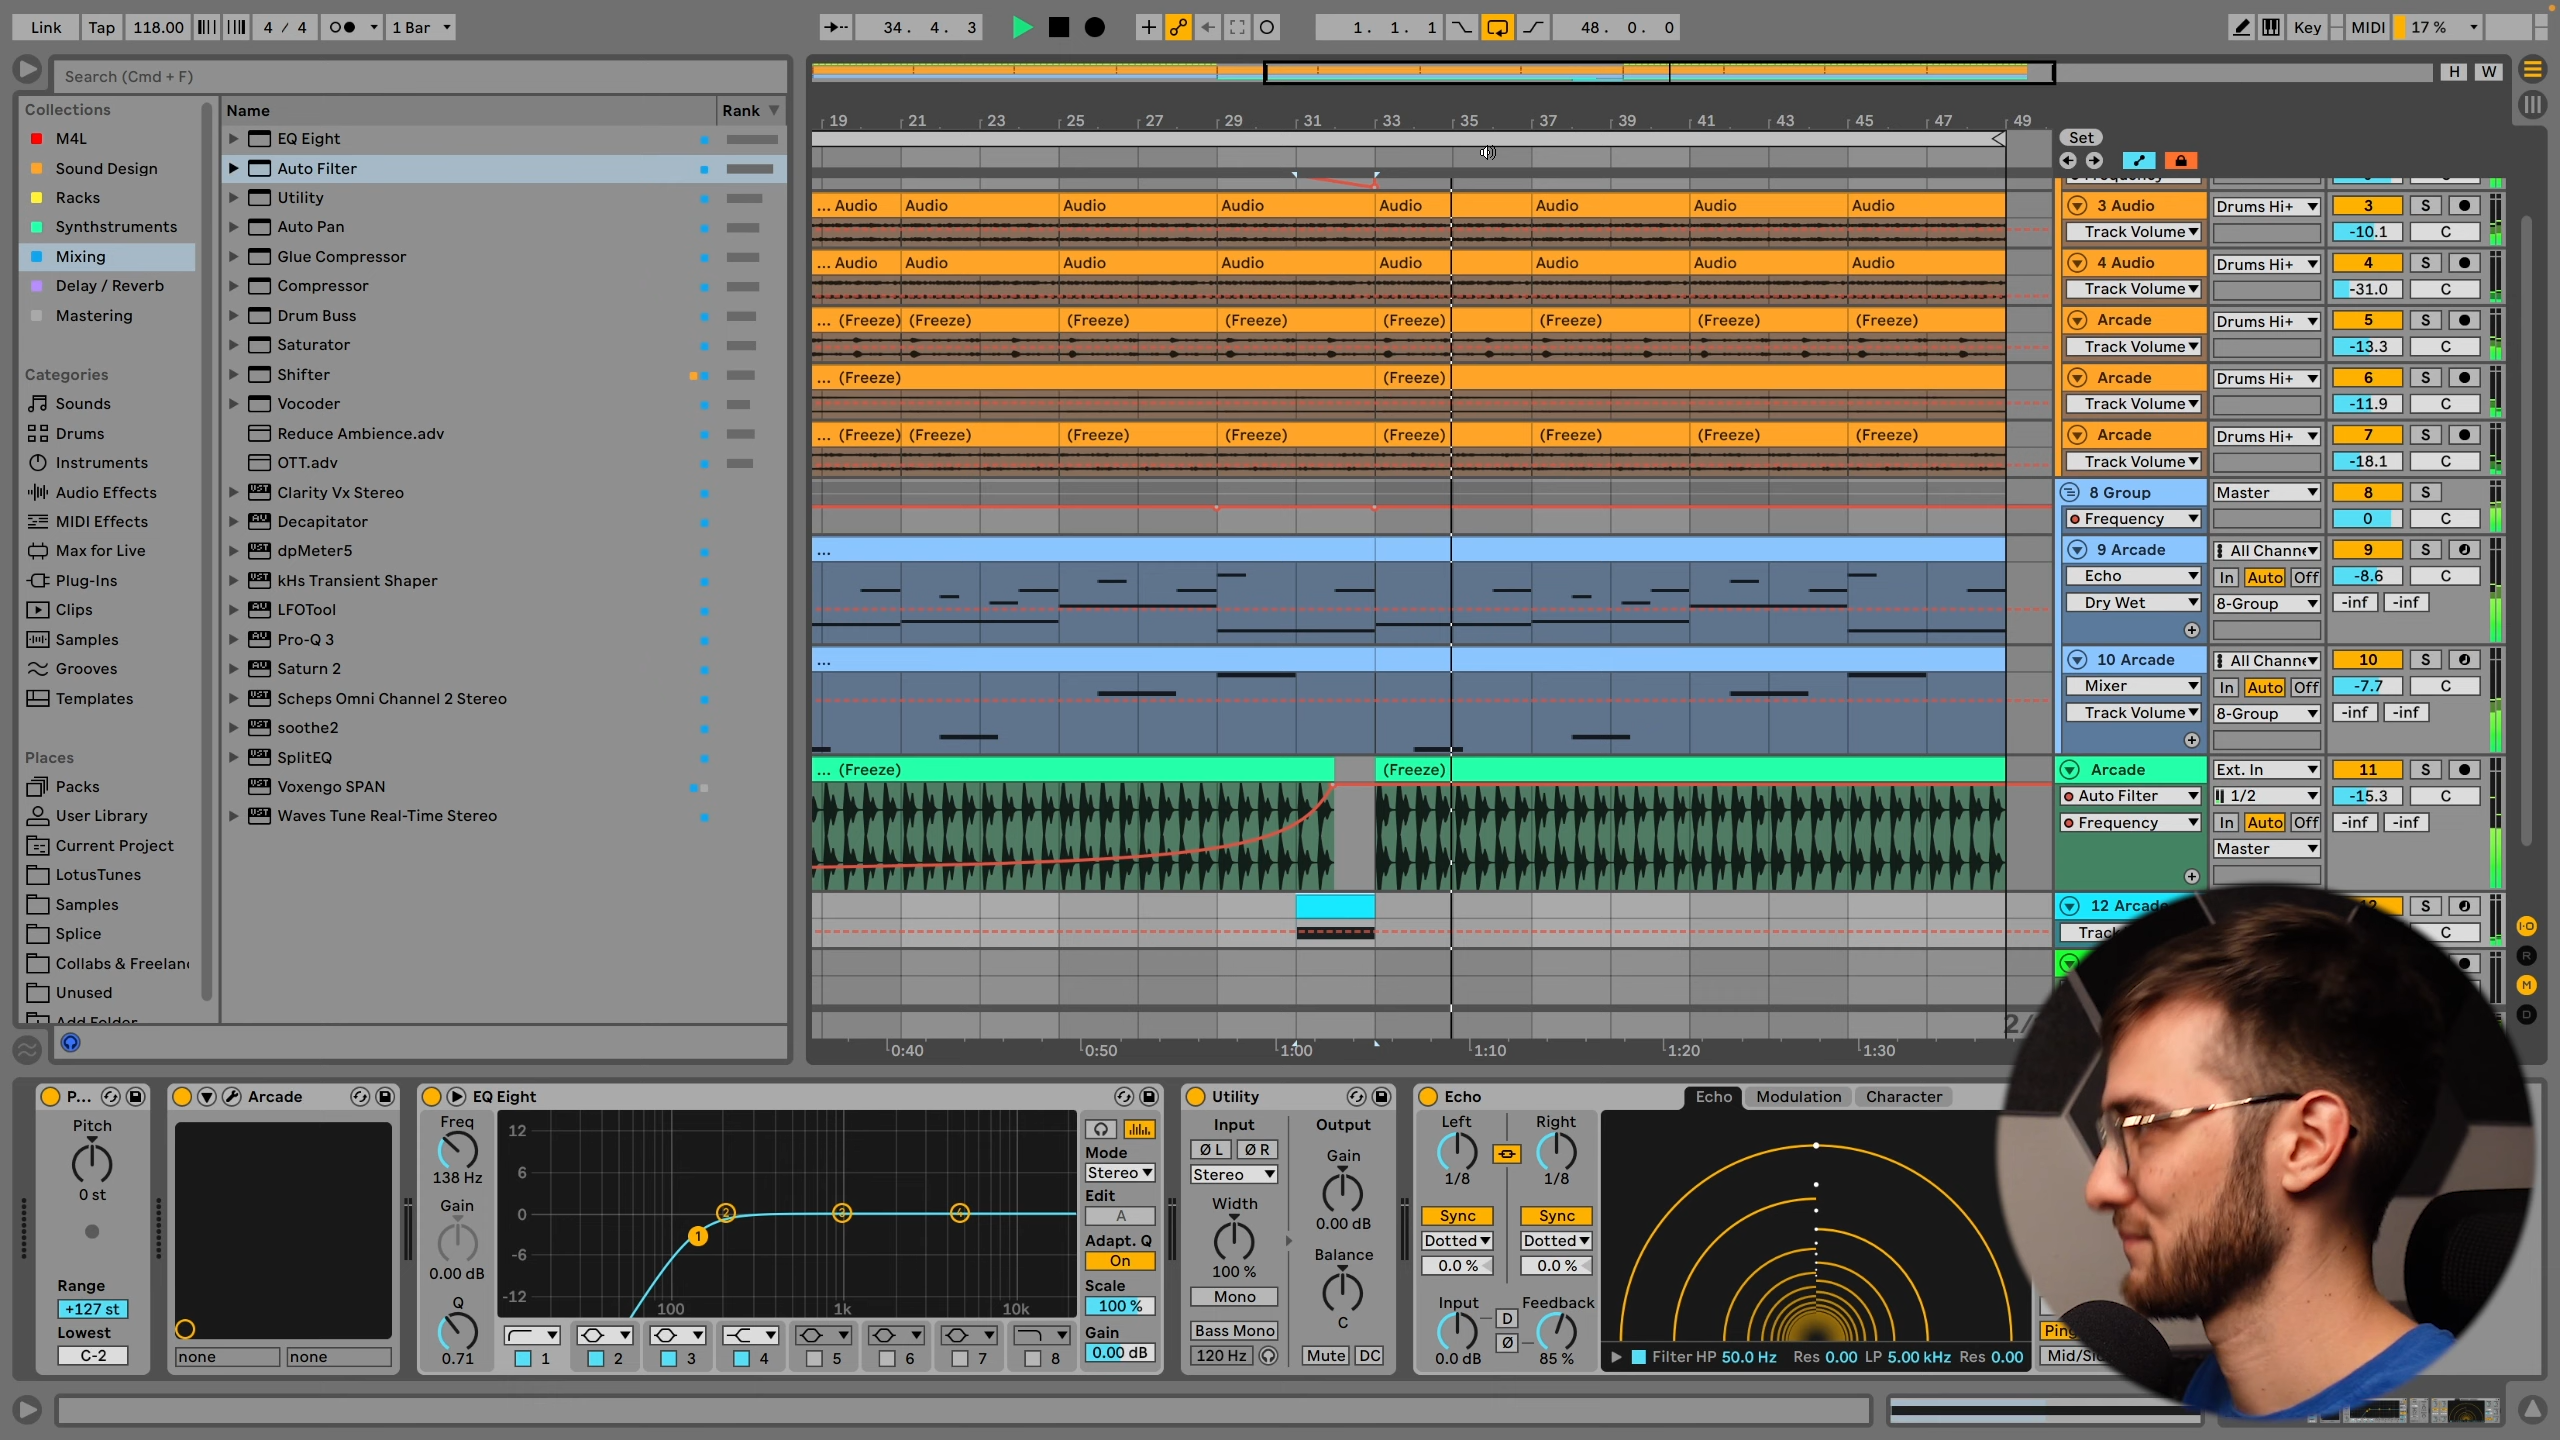 Link Tap 118.00 4 / 4 1 Bar 34. 4. 3 1. 1. 1 48. 0. 0 Key MIDI 17 %
Search (Cmd + F)
H W
Collections
M4L
Sound Design
Racks
Synthstruments
Mixing
Delay / Reverb
Mastering
Categories
Sounds
Drums
Instruments
Audio Effects
MIDI Effects
Max for Live
Plug-Ins
Clips
Samples
Grooves
Templates
Places
Packs
User Library
Current Project
LotusTunes
Samples
Splice
Collabs & Freelanc
Unused
Add Folder
Name Rank
EQ Eight
Auto Filter
Utility
Auto Pan
Glue Compressor
Compressor
Drum Buss
Saturator
Shifter
Vocoder
Reduce Ambience.adv
OTT.adv
Clarity Vx Stereo
Decapitator
dpMeter5
kHs Transient Shaper
LFOTool
Pro-Q 3
Saturn 2
Scheps Omni Channel 2 Stereo
soothe2
SplitEQ
Voxengo SPAN
Waves Tune Real-Time Stereo
19 21 23 25 27 29 31 33 35 37 39 41 43 45 47 49
Set
... Audio Audio Audio Audio Audio Audio Audio Audio 3 Audio Drums Hi+ 3 S
Track Volume -10.1 C
... Audio Audio Audio Audio Audio Audio Audio Audio 4 Audio Drums Hi+ 4 S
Track Volume -31.0 C
... (Freeze) (Freeze) (Freeze) (Freeze) (Freeze) (Freeze) (Freeze) (Freeze) Arcade Drums Hi+ 5 S
Track Volume -13.3 C
... (Freeze) (Freeze) Arcade Drums Hi+ 6 S
Track Volume -11.9 C
... (Freeze) (Freeze) (Freeze) (Freeze) (Freeze) (Freeze) (Freeze) (Freeze) Arcade Drums Hi+ 7 S
Track Volume -18.1 C
8 Group Master 8 S
Frequency 0 C
... 9 Arcade All Channe 9 S
Echo In Auto Off -8.6 C
Dry Wet 8-Group -inf -inf
... 10 Arcade All Channe 10 S
Mixer In Auto Off -7.7 C
Track Volume 8-Group -inf -inf
... (Freeze) (Freeze) Arcade Ext. In 11 S
Auto Filter 1/2 -15.3 C
Frequency In Auto Off -inf -inf
Master
12 Arcade S
C
I·O
R
M
D
0:40 0:50 1:00 1:10 1:20 1:30
P... Arcade EQ Eight Utility Echo Echo Modulation Character
Pitch
0 st
Range
+127 st
Lowest
C-2
none none
Freq
138 Hz
Gain
0.00 dB
Q
0.71
12
6
0
-6
-12
1 2 3 4
100 1k 10k
1 2 3 4 5 6 7 8
Mode
Stereo
Edit
A
Adapt. Q
On
Scale
100 %
Gain
0.00 dB
Input Output
Ø L Ø R
Stereo
Width
100 %
Mono
Bass Mono
120 Hz
Gain
0.00 dB
Balance
C
Mute DC
Left Right
1/8 1/8
Sync Sync
Dotted Dotted
0.0 % 0.0 %
Input Feedback
D
Ø
0.0 dB 85 %
Filter HP 50.0 Hz Res 0.00 LP 5.00 kHz Res 0.00